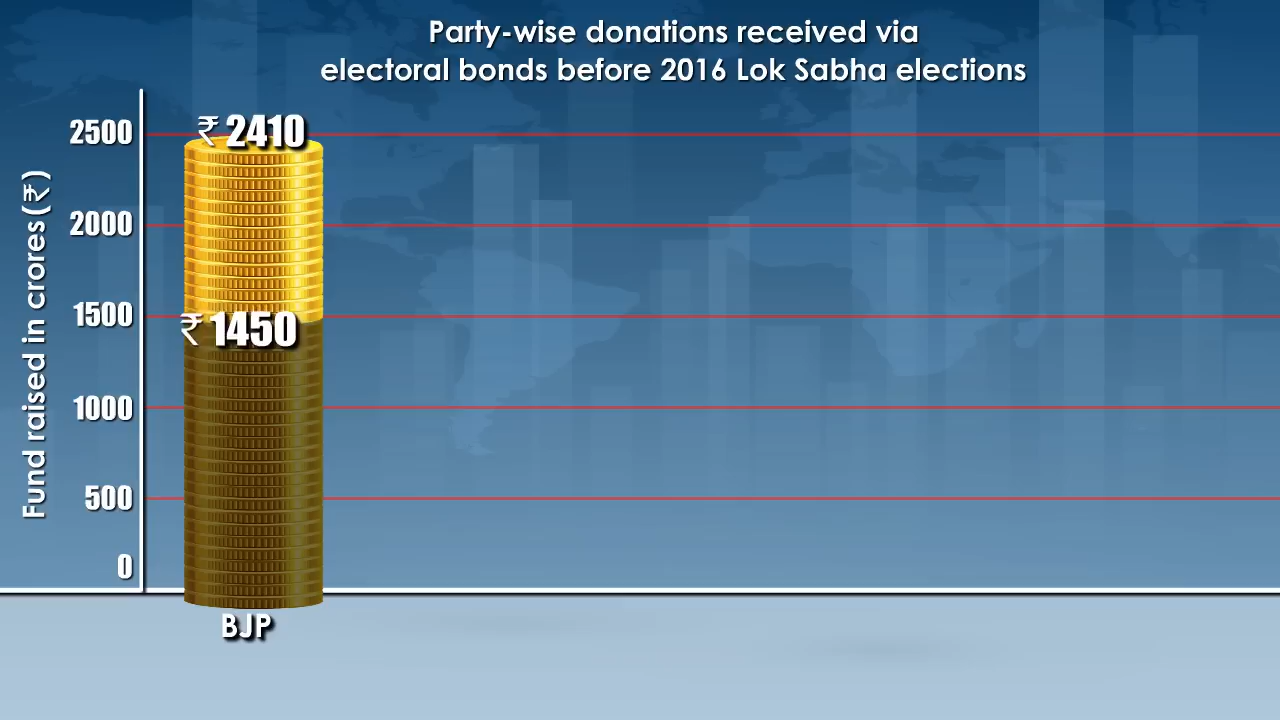 Party-wise donations received via
electoral bonds before 2016 Lok Sabha elections
Fund raised in crores (₹)
2500
2000
1500
1000
500
0
₹ 2410
₹ 1450
BJP